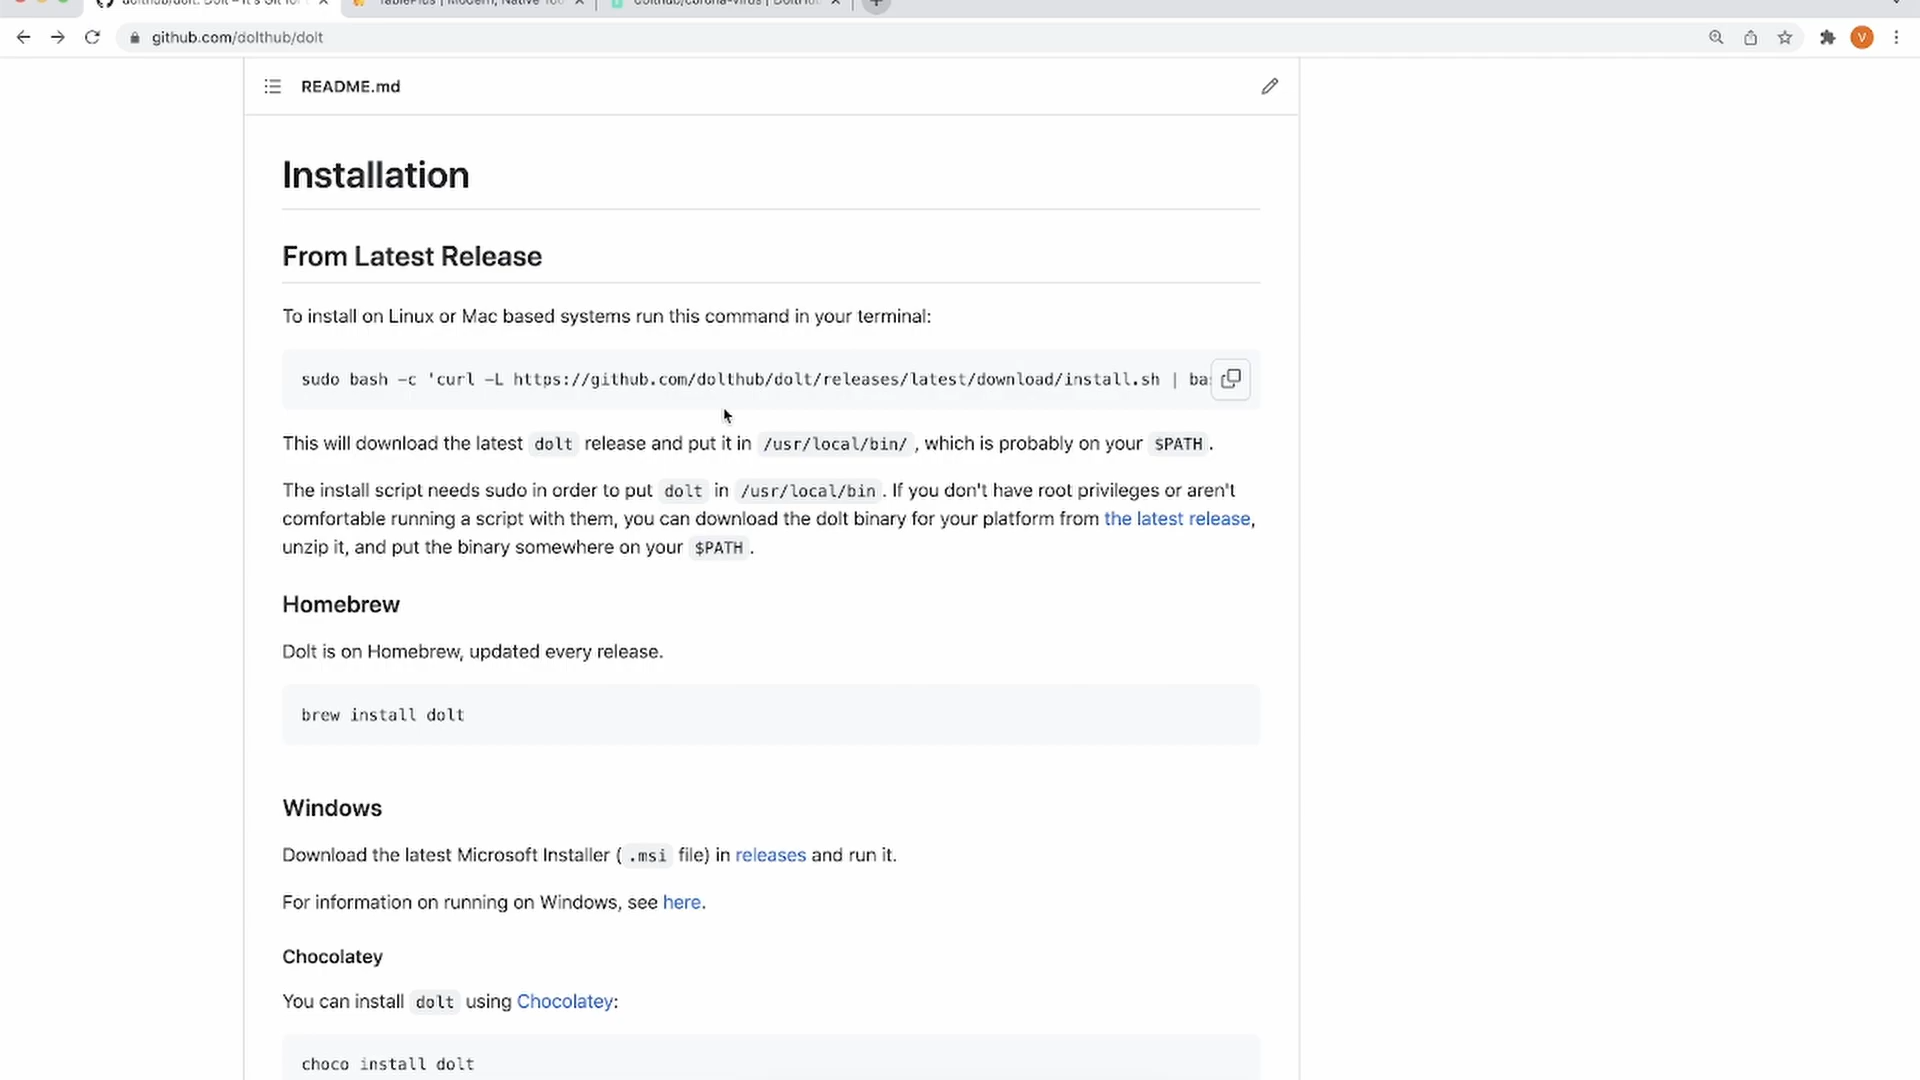 github.com/dolthub/dolt
V
README.md
Installation
From Latest Release
To install on Linux or Mac based systems run this command in your terminal:
sudo bash -c 'curl -L https://github.com/dolthub/dolt/releases/latest/download/install.sh | ba
This will download the latest dolt release and put it in /usr/local/bin/ , which is probably on your $PATH .
The install script needs sudo in order to put dolt in /usr/local/bin . If you don't have root privileges or aren't
comfortable running a script with them, you can download the dolt binary for your platform from the latest release,
unzip it, and put the binary somewhere on your $PATH .
Homebrew
Dolt is on Homebrew, updated every release.
brew install dolt
Windows
Download the latest Microsoft Installer ( .msi file) in releases and run it.
For information on running on Windows, see here.
Chocolatey
You can install dolt using Chocolatey:
choco install dolt